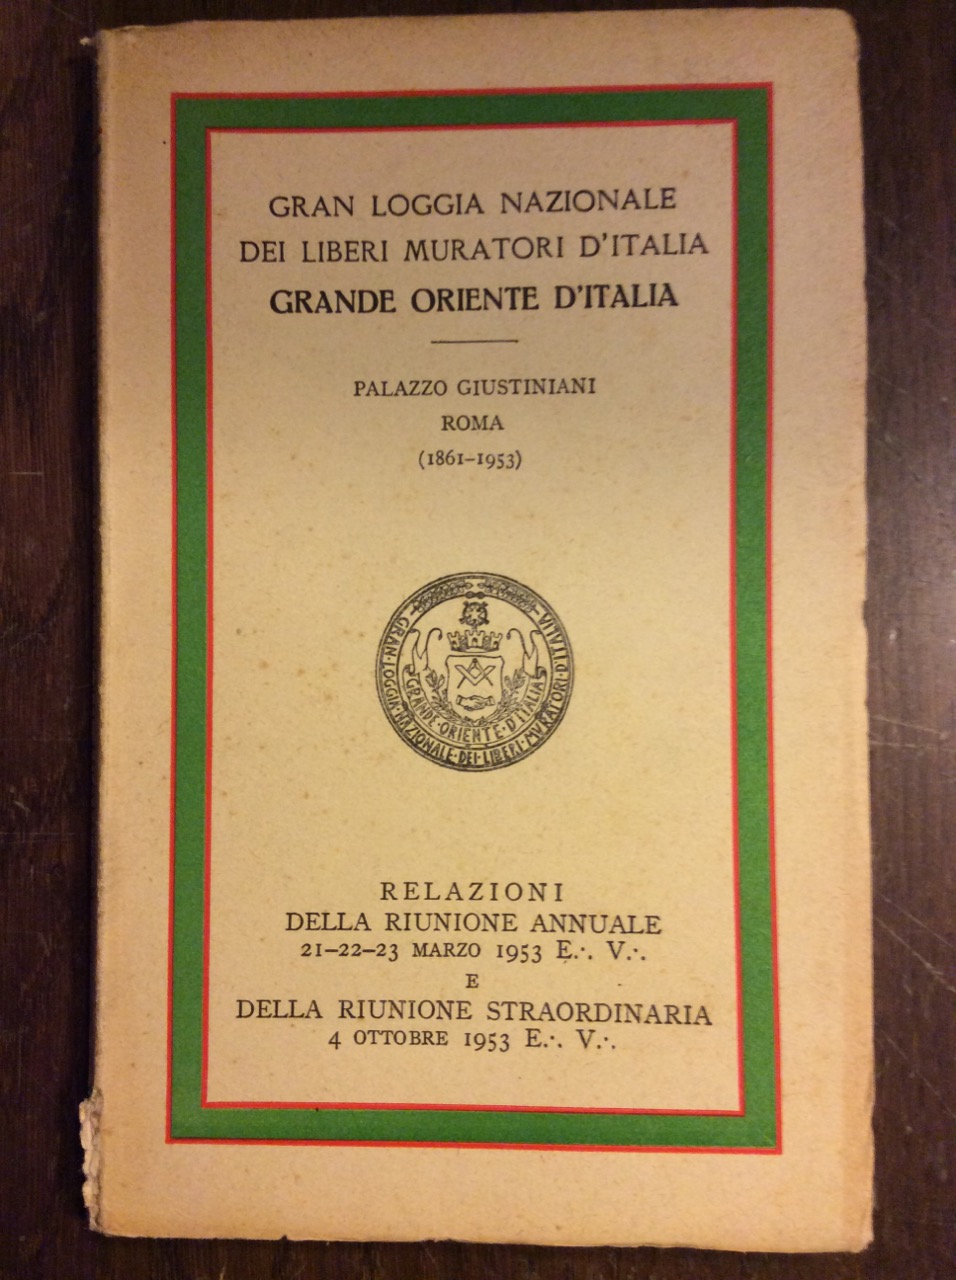 GRAN LOGGIA NAZIONALE
DEI LIBERI MURATORI D'ITALIA
GRANDE ORIENTE D'ITALIA
PALAZZO GIUSTINIANI
ROMA
(1861–1953)
GRAN·LOGGIA·NAZIONALE·DEI·LIBERI·MURATORI·D'ITALIA
GRANDE·ORIENTE·D'ITALIA
RELAZIONI
DELLA RIUNIONE ANNUALE
21–22–23 MARZO 1953 E∴ V∴
E
DELLA RIUNIONE STRAORDINARIA
4 OTTOBRE 1953 E∴ V∴